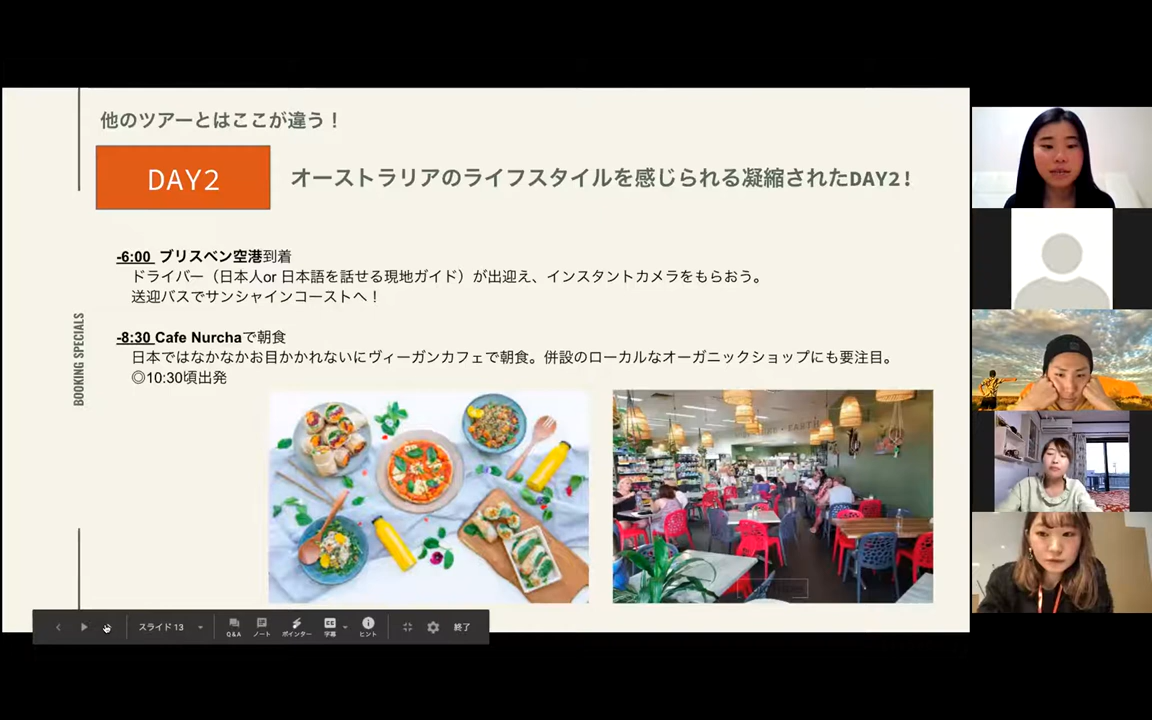 他のツアーとはここが違う！
DAY2
オーストラリアのライフスタイルを感じられる凝縮されたDAY2!
-6:00 ブリスベン空港到着
ドライバー（日本人or 日本語を話せる現地ガイド）が出迎え、インスタントカメラをもらおう。
送迎バスでサンシャインコーストへ！
-8:30 Cafe Nurchaで朝食
日本ではなかなかお目かかれないにヴィーガンカフェで朝食。併設のローカルなオーガニックショップにも要注目。
◎10:30頃出発
BOOKING SPECIALS
スライド 13
Q&A
ノート
ポインター
字幕
ヒント
終了